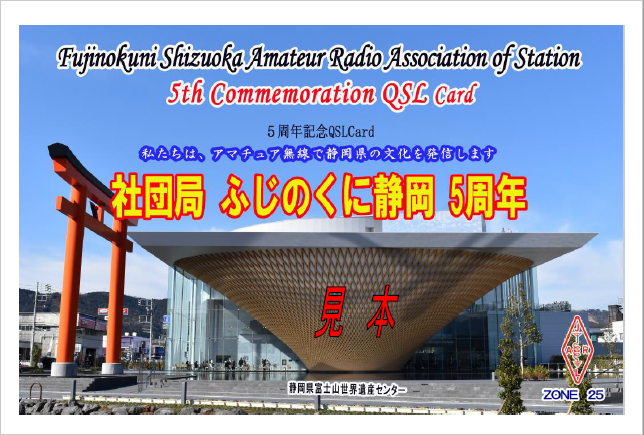 Fujinokuni Shizuoka Amateur Radio Association of Station
5th Commemoration QSL Card
５周年記念QSLCard
私たちは、アマチュア無線で静岡県の文化を発信します
社団局 ふじのくに静岡 5周年
見 本
静岡県富士山世界遺産センター
ZONE 25